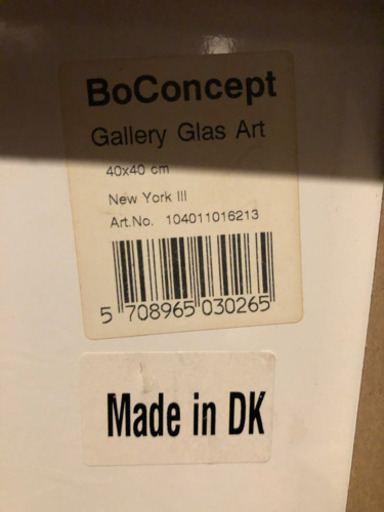 BoConcept
Gallery Glas Art
40x40 cm
New York III
Art.No. 104011016213
5 708965 030265
Made in DK